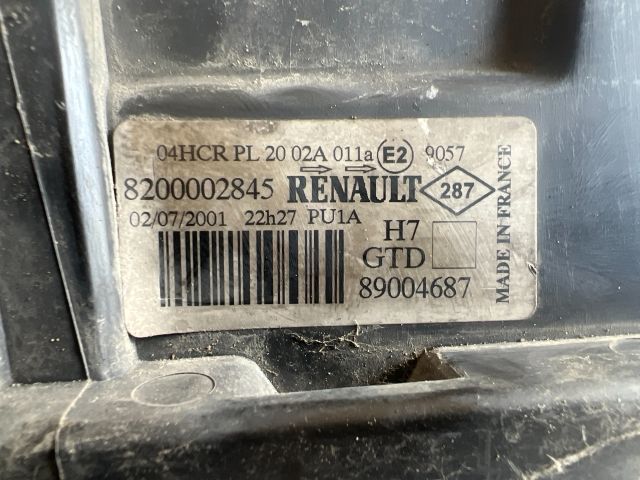 04HCR PL 20 02A 011a E2 9057
8200002845 RENAULT 287
02/07/2001 22h27 PU1A
H7
GTD
89004687
MADE IN FRANCE